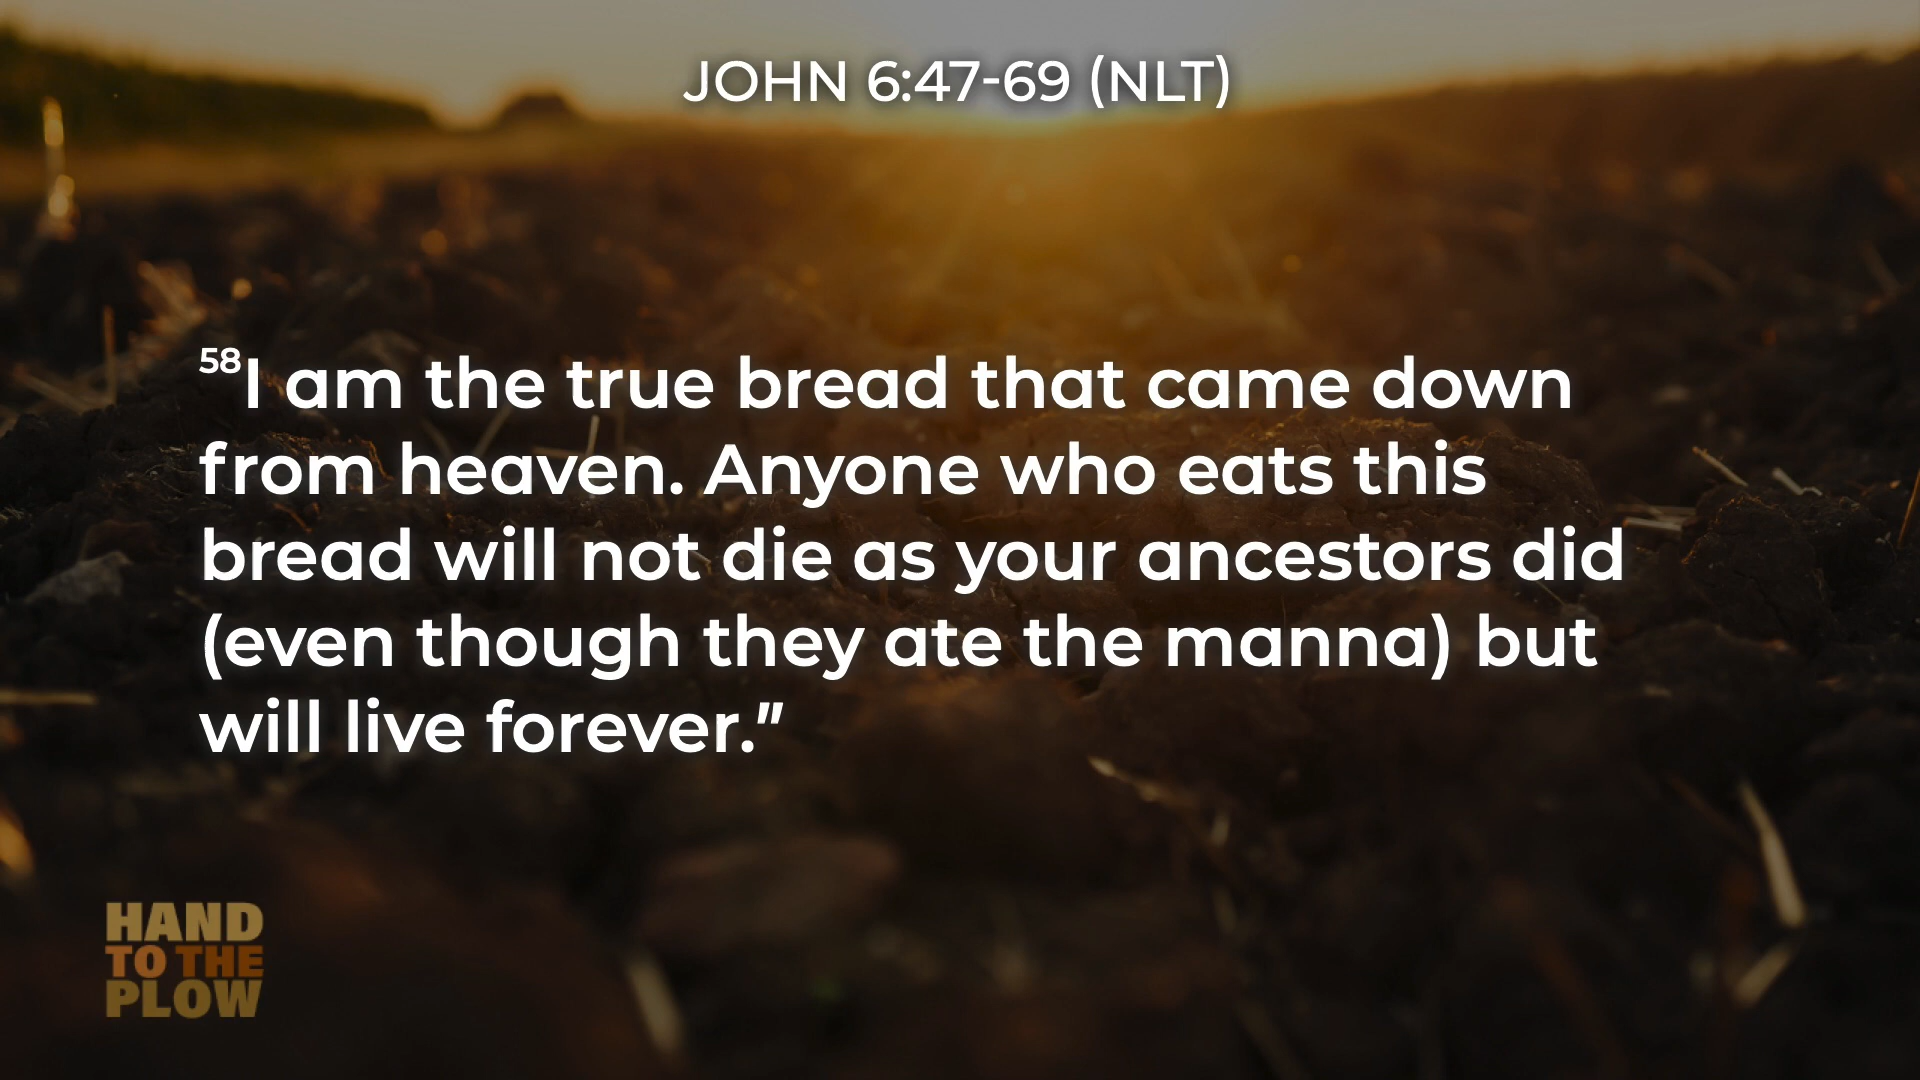 JOHN 6:47-69 (NLT)
58I am the true bread that came down
from heaven. Anyone who eats this
bread will not die as your ancestors did
(even though they ate the manna) but
will live forever."
HAND
TO THE
PLOW